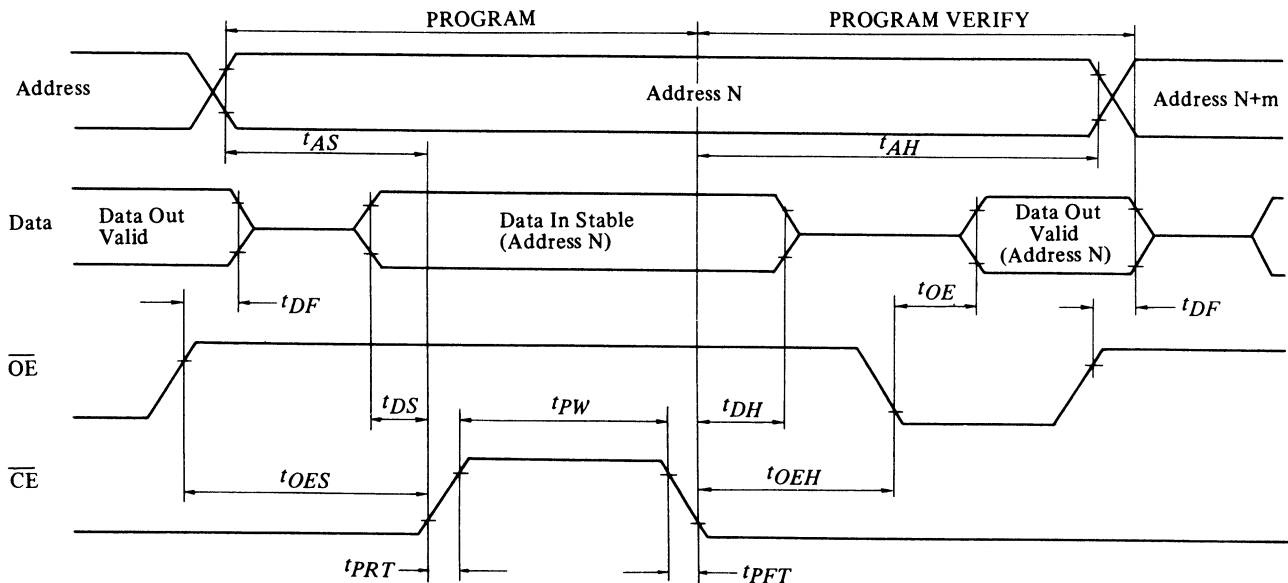 PROGRAM
PROGRAM VERIFY
Address
Address N
Address N+m
tAS
tAH
Data
Data Out
Valid
Data In Stable
(Address N)
Data Out
Valid
(Address N)
tDF
tOE
tDF
OE
tDS
tPW
tDH
CE
tOES
tOEH
tPRT
tPFT